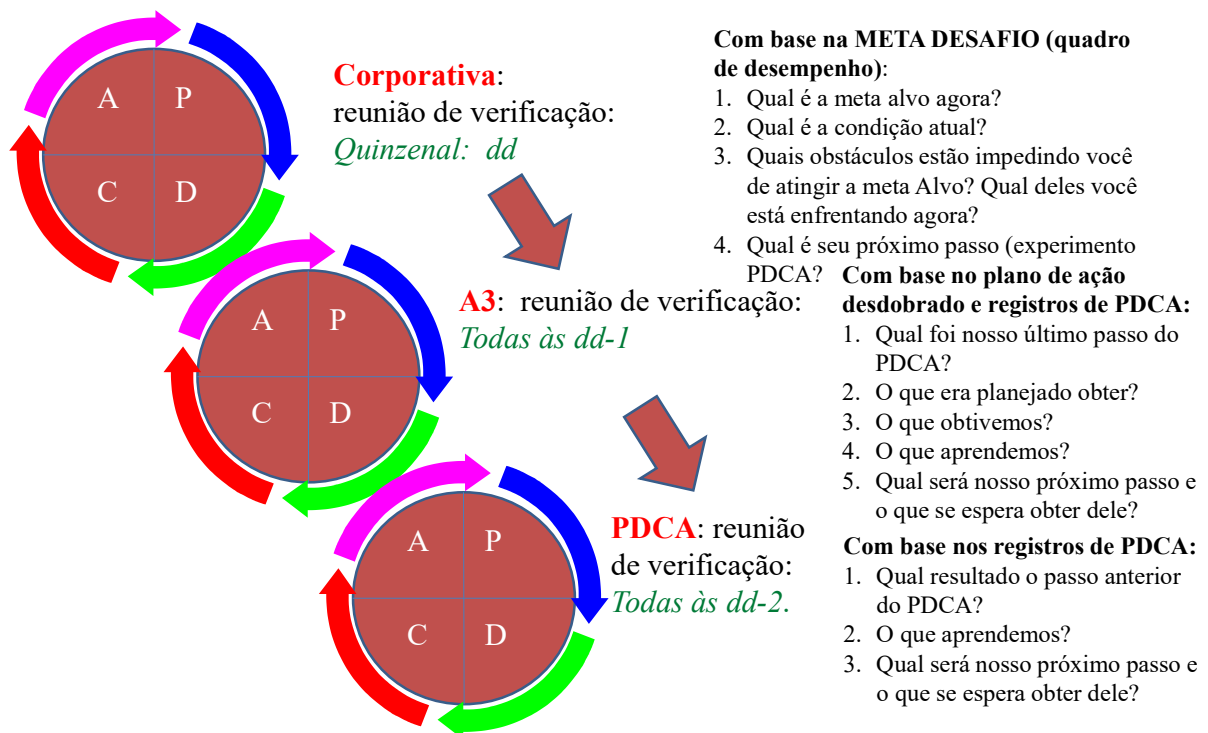 A P
C D
Corporativa:
reunião de verificação:
Quinzenal: dd
Com base na META DESAFIO (quadro
de desempenho):
1. Qual é a meta alvo agora?
2. Qual é a condição atual?
3. Quais obstáculos estão impedindo você
de atingir a meta Alvo? Qual deles você
está enfrentando agora?
4. Qual é seu próximo passo (experimento
PDCA?
A P
C D
A3: reunião de verificação:
Todas às dd-1
Com base no plano de ação
desdobrado e registros de PDCA:
1. Qual foi nosso último passo do
PDCA?
2. O que era planejado obter?
3. O que obtivemos?
4. O que aprendemos?
5. Qual será nosso próximo passo e
o que se espera obter dele?
A P
C D
PDCA: reunião
de verificação:
Todas às dd-2.
Com base nos registros de PDCA:
1. Qual resultado o passo anterior
do PDCA?
2. O que aprendemos?
3. Qual será nosso próximo passo e
o que se espera obter dele?